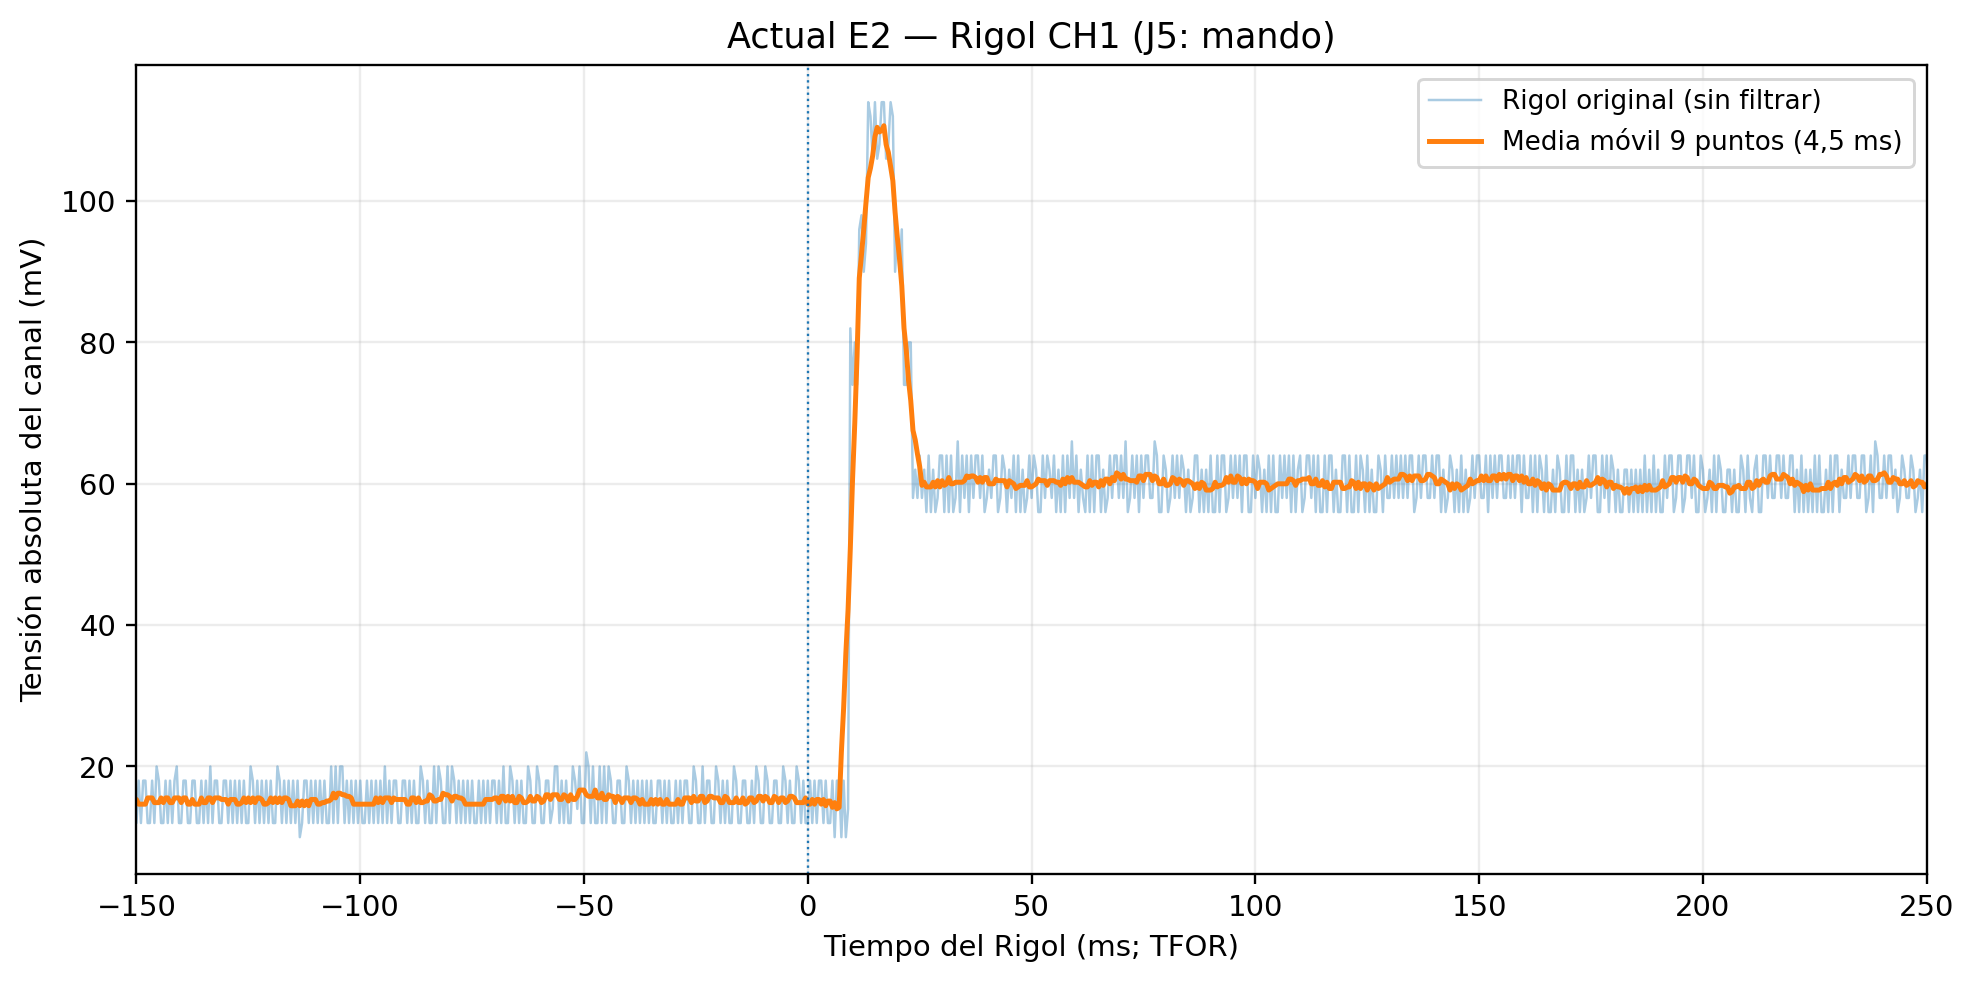 Actual E2 — Rigol CH1 (J5: mando)
Rigol original (sin filtrar)
Media móvil 9 puntos (4,5 ms)
Tensión absoluta del canal (mV)
100
80
60
40
20
−150
−100
−50
0
50
100
150
200
250
Tiempo del Rigol (ms; TFOR)